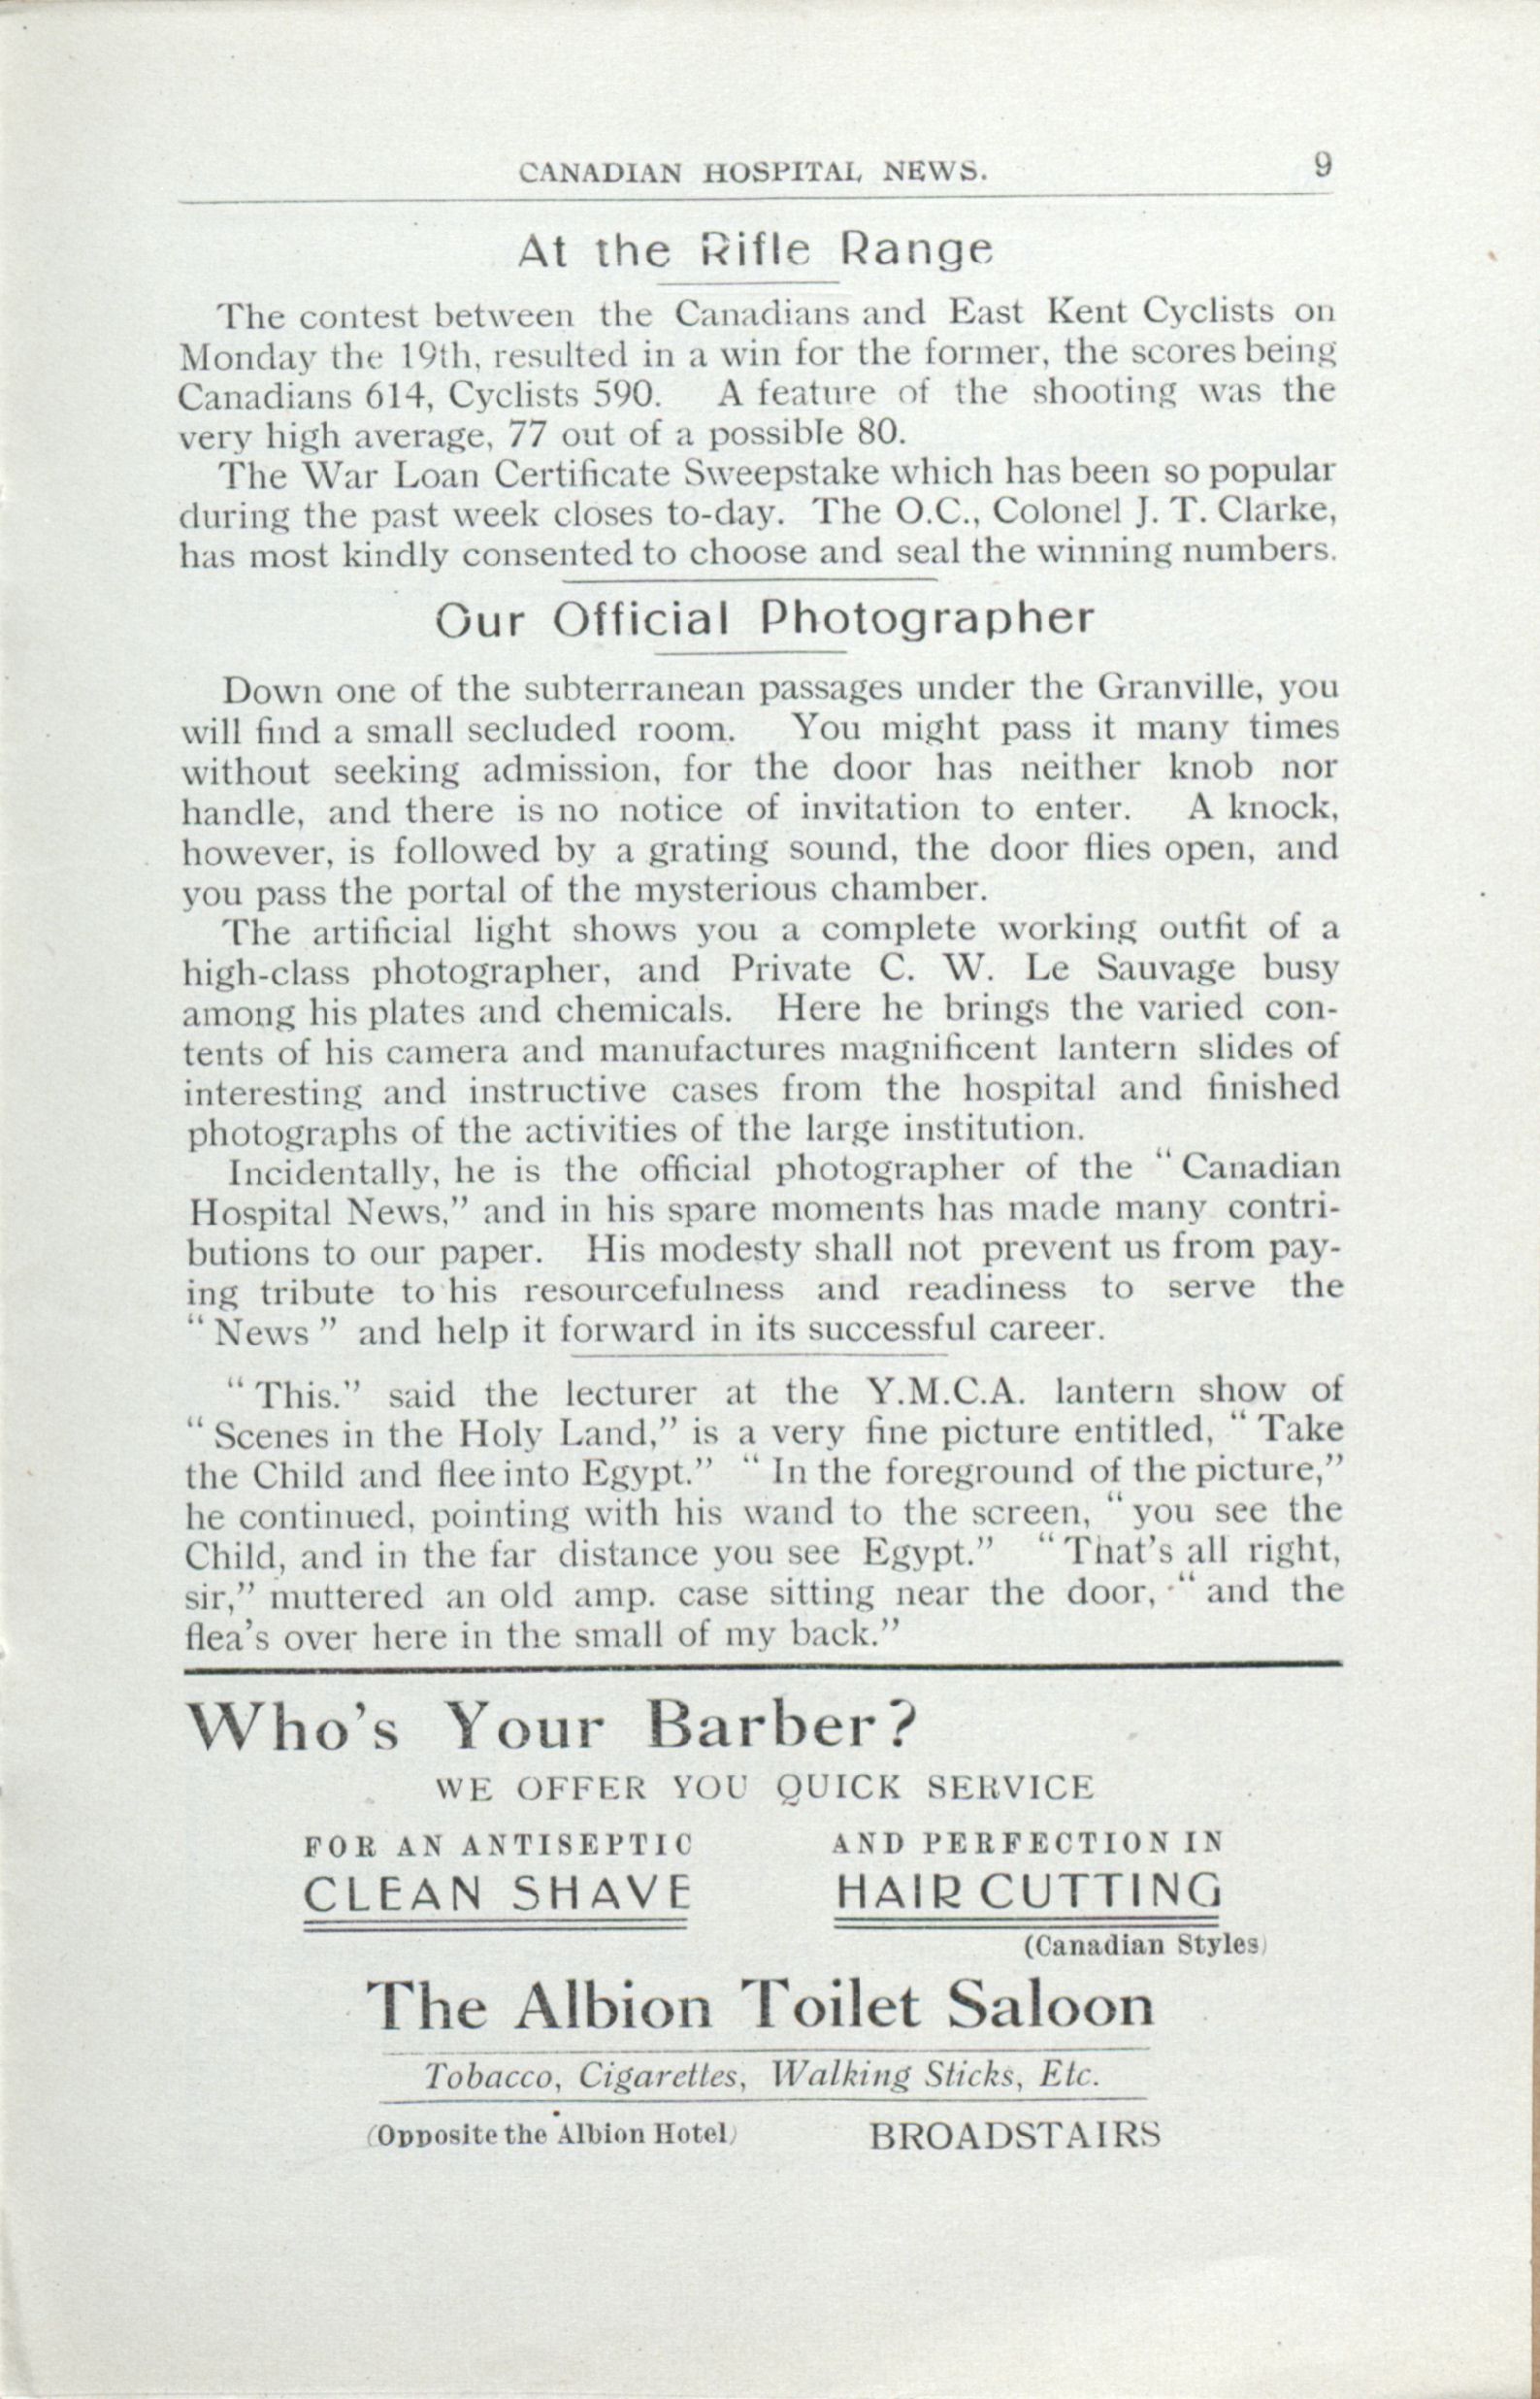 CANADIAN HOSPITAL NEWS. 9
At the Rifle Range
The contest between the Canadians and East Kent Cyclists on
Monday the 19th, resulted in a win for the former, the scores being
Canadians 614, Cyclists 590. A feature of the shooting was the
very high average, 77 out of a possible 80.
The War Loan Certificate Sweepstake which has been so popular
during the past week closes to-day. The O.C., Colonel J. T. Clarke,
has most kindly consented to choose and seal the winning numbers.
Our Official Photographer
Down one of the subterranean passages under the Granville, you
will find a small secluded room. You might pass it many times
without seeking admission, for the door has neither knob nor
handle, and there is no notice of invitation to enter. A knock,
however, is followed by a grating sound, the door flies open, and
you pass the portal of the mysterious chamber.
The artificial light shows you a complete working outfit of a
high-class photographer, and Private C. W. Le Sauvage busy
among his plates and chemicals. Here he brings the varied con-
tents of his camera and manufactures magnificent lantern slides of
interesting and instructive cases from the hospital and finished
photographs of the activities of the large institution.
Incidentally, he is the official photographer of the “Canadian
Hospital News,” and in his spare moments has made many contri-
butions to our paper. His modesty shall not prevent us from pay-
ing tribute to his resourcefulness and readiness to serve the
“News” and help it forward in its successful career.
“This.” said the lecturer at the Y.M.C.A. lantern show of
“Scenes in the Holy Land,” is a very fine picture entitled, “Take
the Child and flee into Egypt.” “In the foreground of the picture,”
he continued, pointing with his wand to the screen, “you see the
Child, and in the far distance you see Egypt.” “That's all right,
sir,” muttered an old amp. case sitting near the door, “and the
flea's over here in the small of my back.”
Who's Your Barber?
WE OFFER YOU QUICK SERVICE
FOR AN ANTISEPTIC AND PERFECTION IN
CLEAN SHAVE HAIR CUTTING
(Canadian Styles)
The Albion Toilet Saloon
Tobacco, Cigarettes, Walking Sticks, Etc.
(Opposite the Albion Hotel) BROADSTAIRS